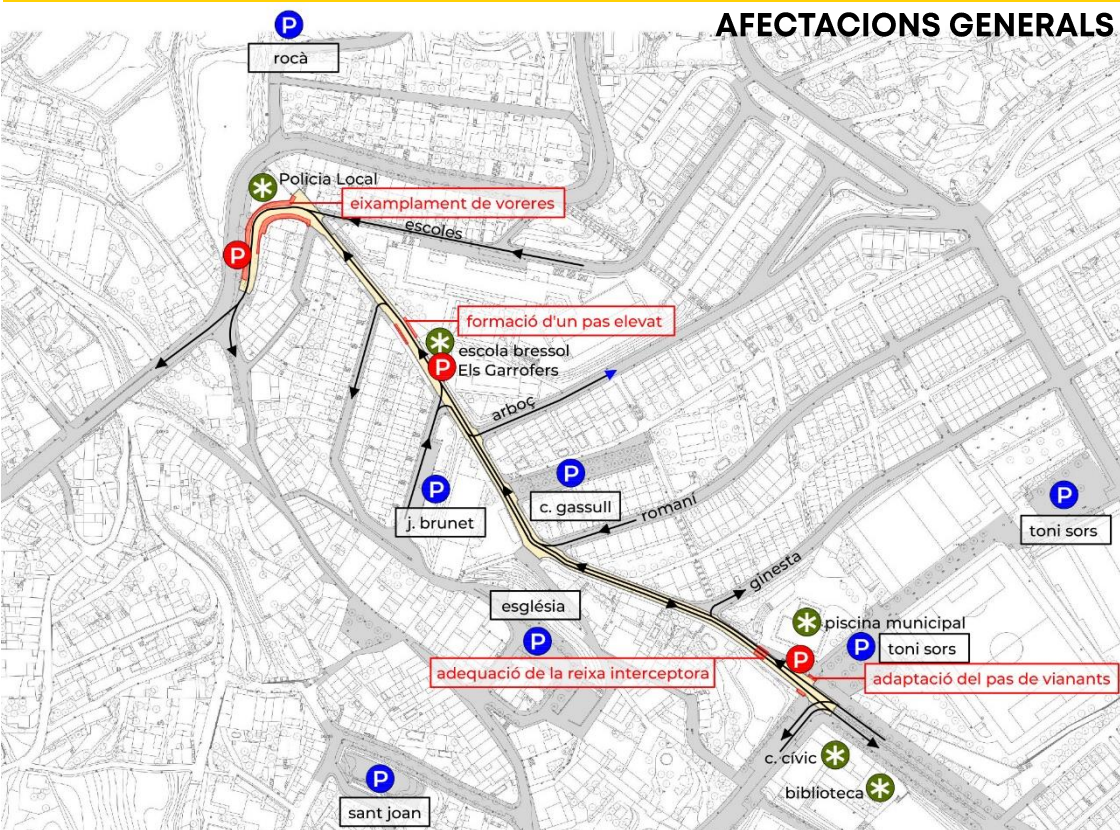 AFECTACIONS GENERALS
P
rocà
Policia Local
eixamplament de voreres
escoles
P
formació d'un pas elevat
escola bressol
Els Garrofers
P
arboç
P
c. gassull
P
j. brunet
romaní
P
toni sors
ginesta
església
P
piscina municipal
P
toni sors
P
adequació de la reixa interceptora
adaptació del pas de vianants
c. cívic
biblioteca
P
sant joan